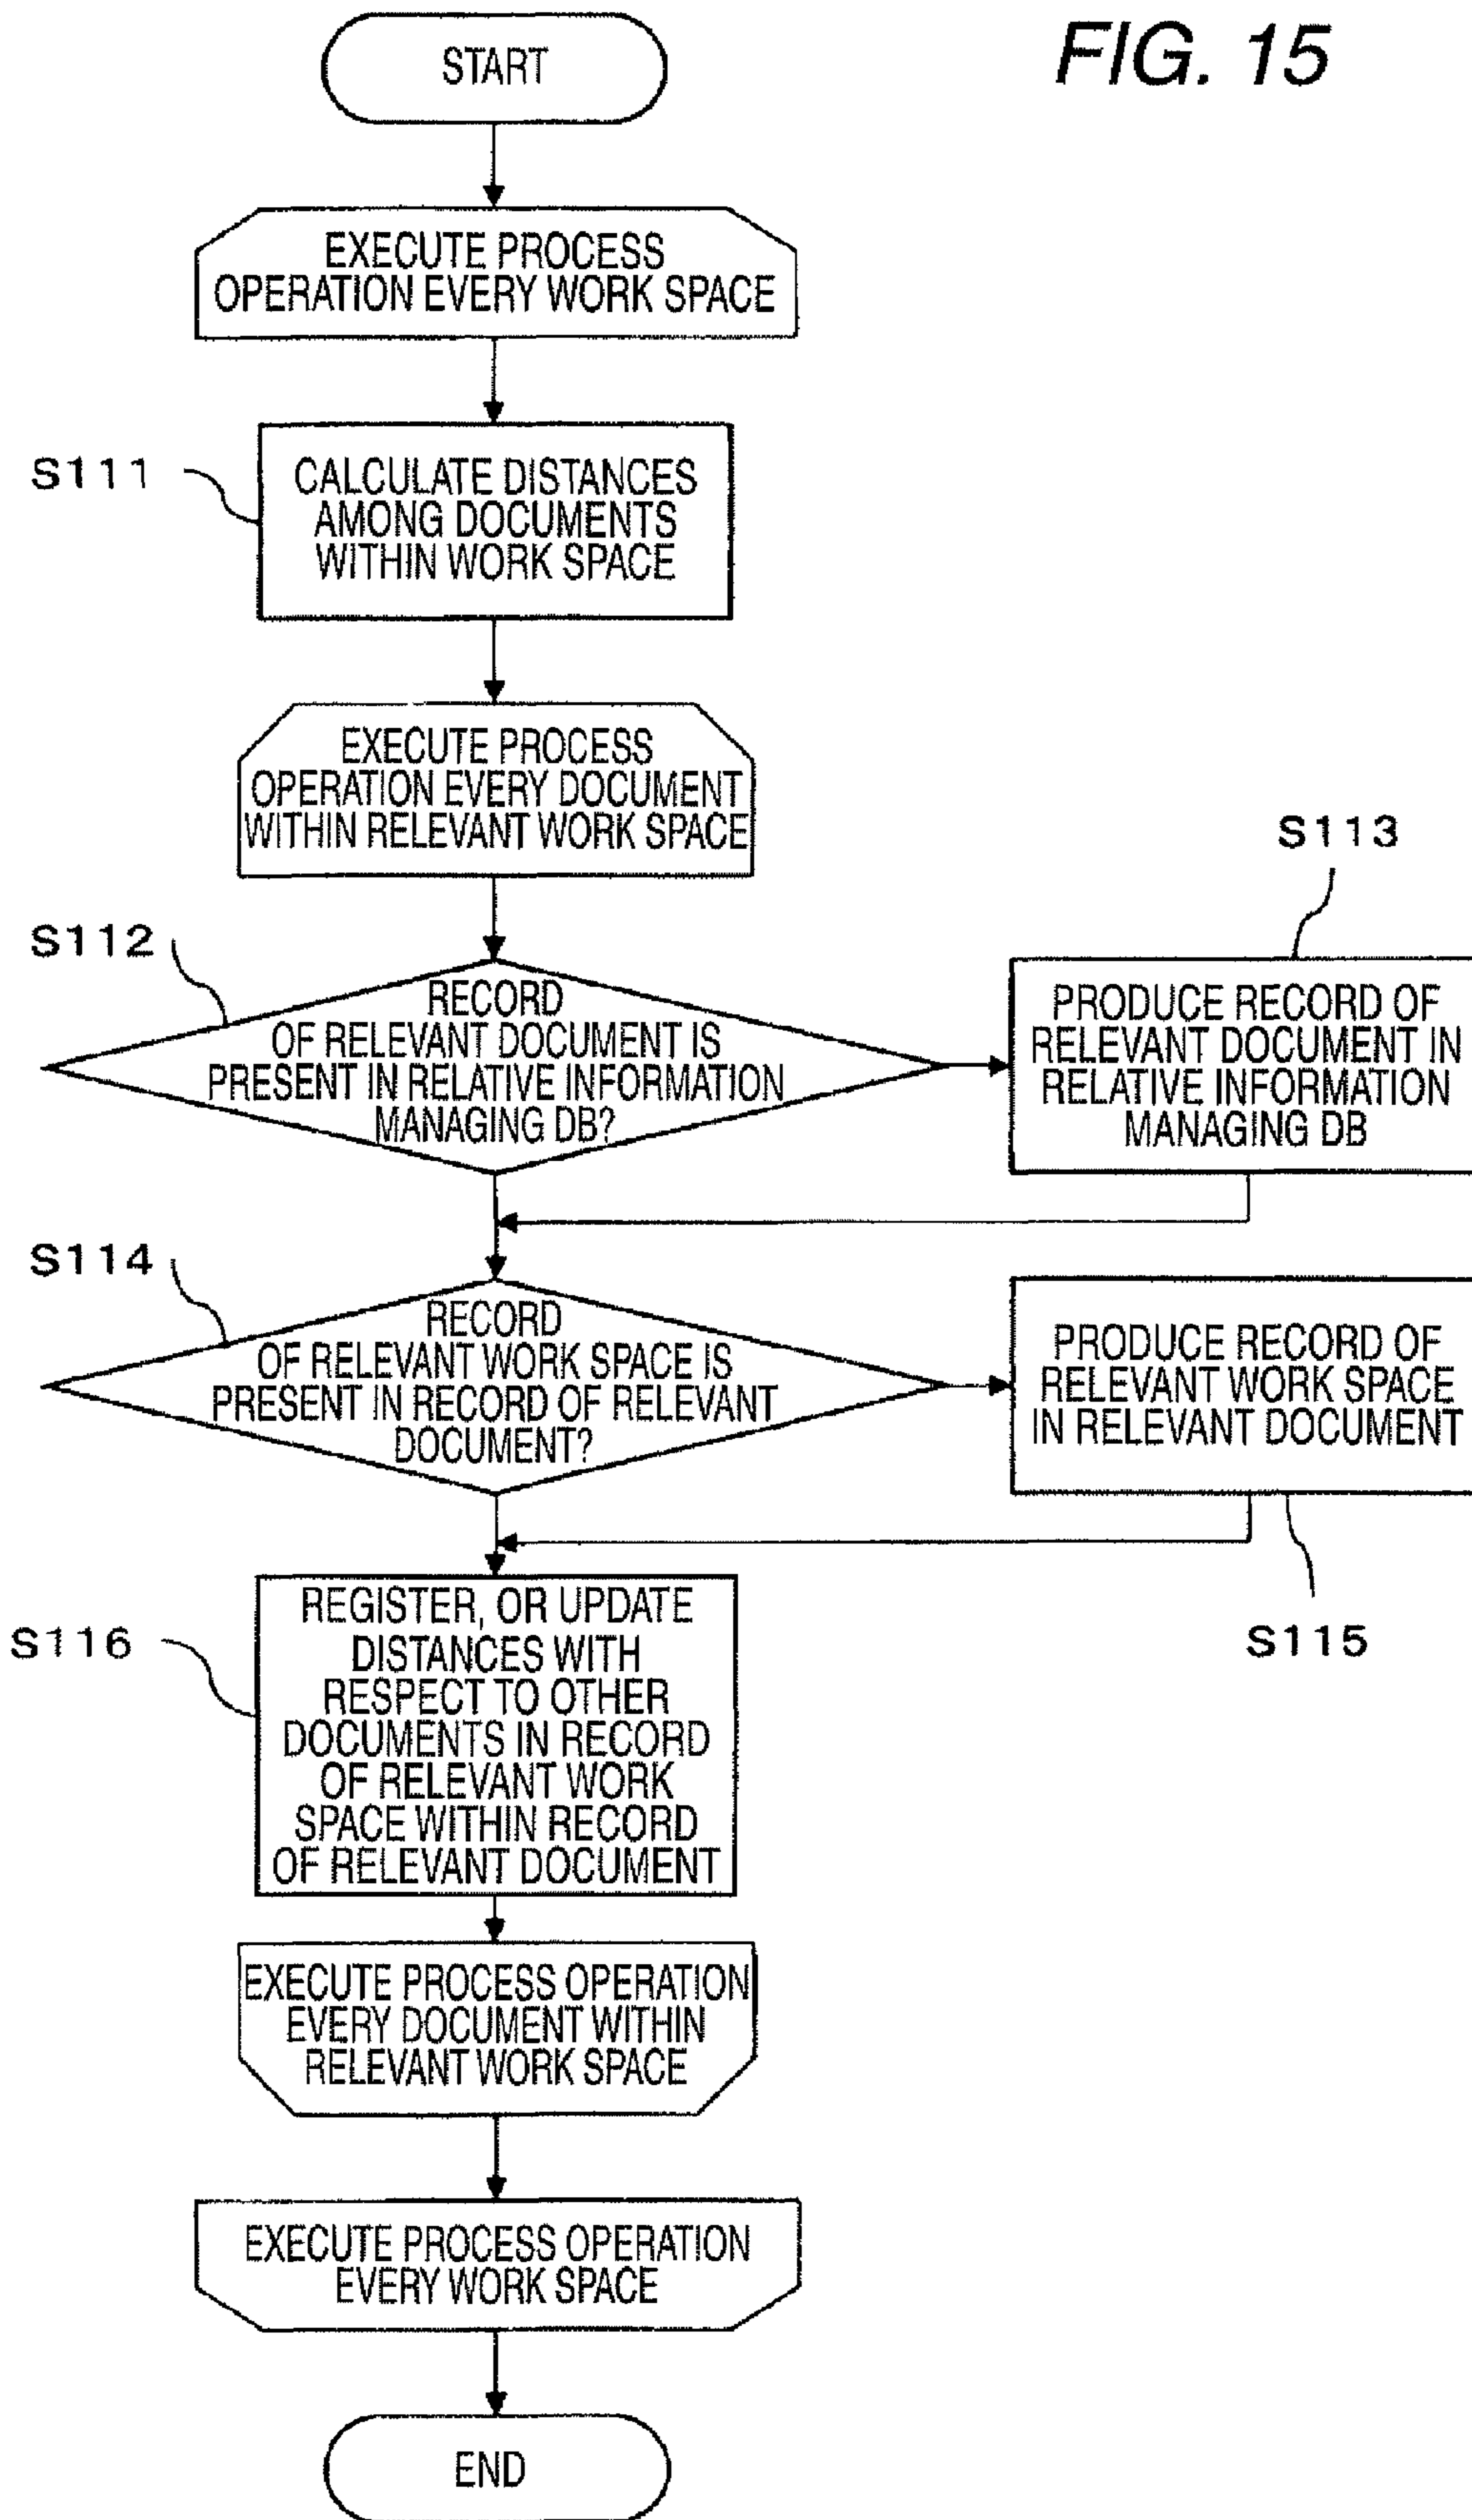 FIG. 15
START
EXECUTE PROCESS
OPERATION EVERY WORK SPACE
S111
CALCULATE DISTANCES
AMONG DOCUMENTS
WITHIN WORK SPACE
EXECUTE PROCESS
OPERATION EVERY DOCUMENT
WITHIN RELEVANT WORK SPACE
S112
RECORD
OF RELEVANT DOCUMENT IS
PRESENT IN RELATIVE INFORMATION
MANAGING DB?
S113
PRODUCE RECORD OF
RELEVANT DOCUMENT IN
RELATIVE INFORMATION
MANAGING DB
S114
RECORD
OF RELEVANT WORK SPACE IS
PRESENT IN RECORD OF RELEVANT
DOCUMENT?
PRODUCE RECORD OF
RELEVANT WORK SPACE
IN RELEVANT DOCUMENT
S115
S116
REGISTER, OR UPDATE
DISTANCES WITH
RESPECT TO OTHER
DOCUMENTS IN RECORD
OF RELEVANT WORK
SPACE WITHIN RECORD
OF RELEVANT DOCUMENT
EXECUTE PROCESS OPERATION
EVERY DOCUMENT WITHIN
RELEVANT WORK SPACE
EXECUTE PROCESS OPERATION
EVERY WORK SPACE
END